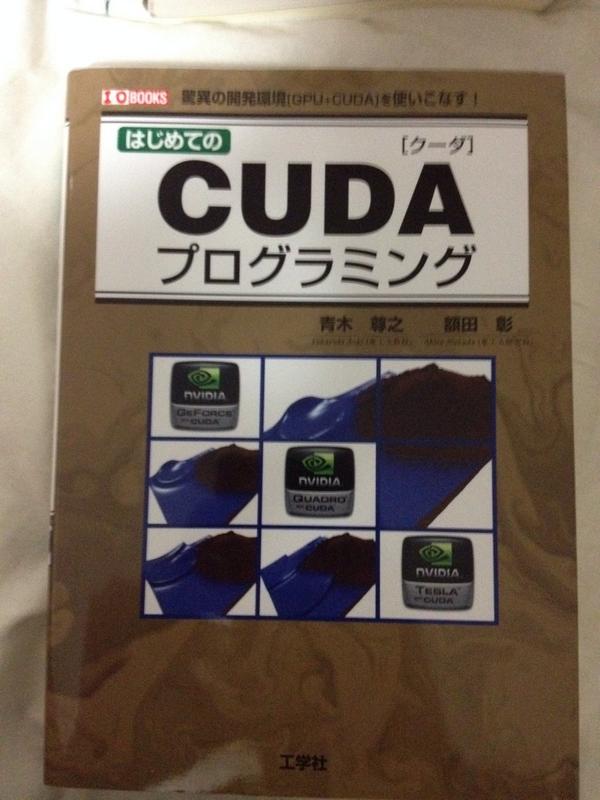 I O BOOKS 驚異の開発環境[GPU+CUDA]を使いこなす!
はじめての [クーダ]
CUDA
プログラミング
青木 尊之 額田 彰
NVIDIA
GEFORCE
CUDA
NVIDIA
QUADRO
CUDA
NVIDIA
TESLA
CUDA
工学社